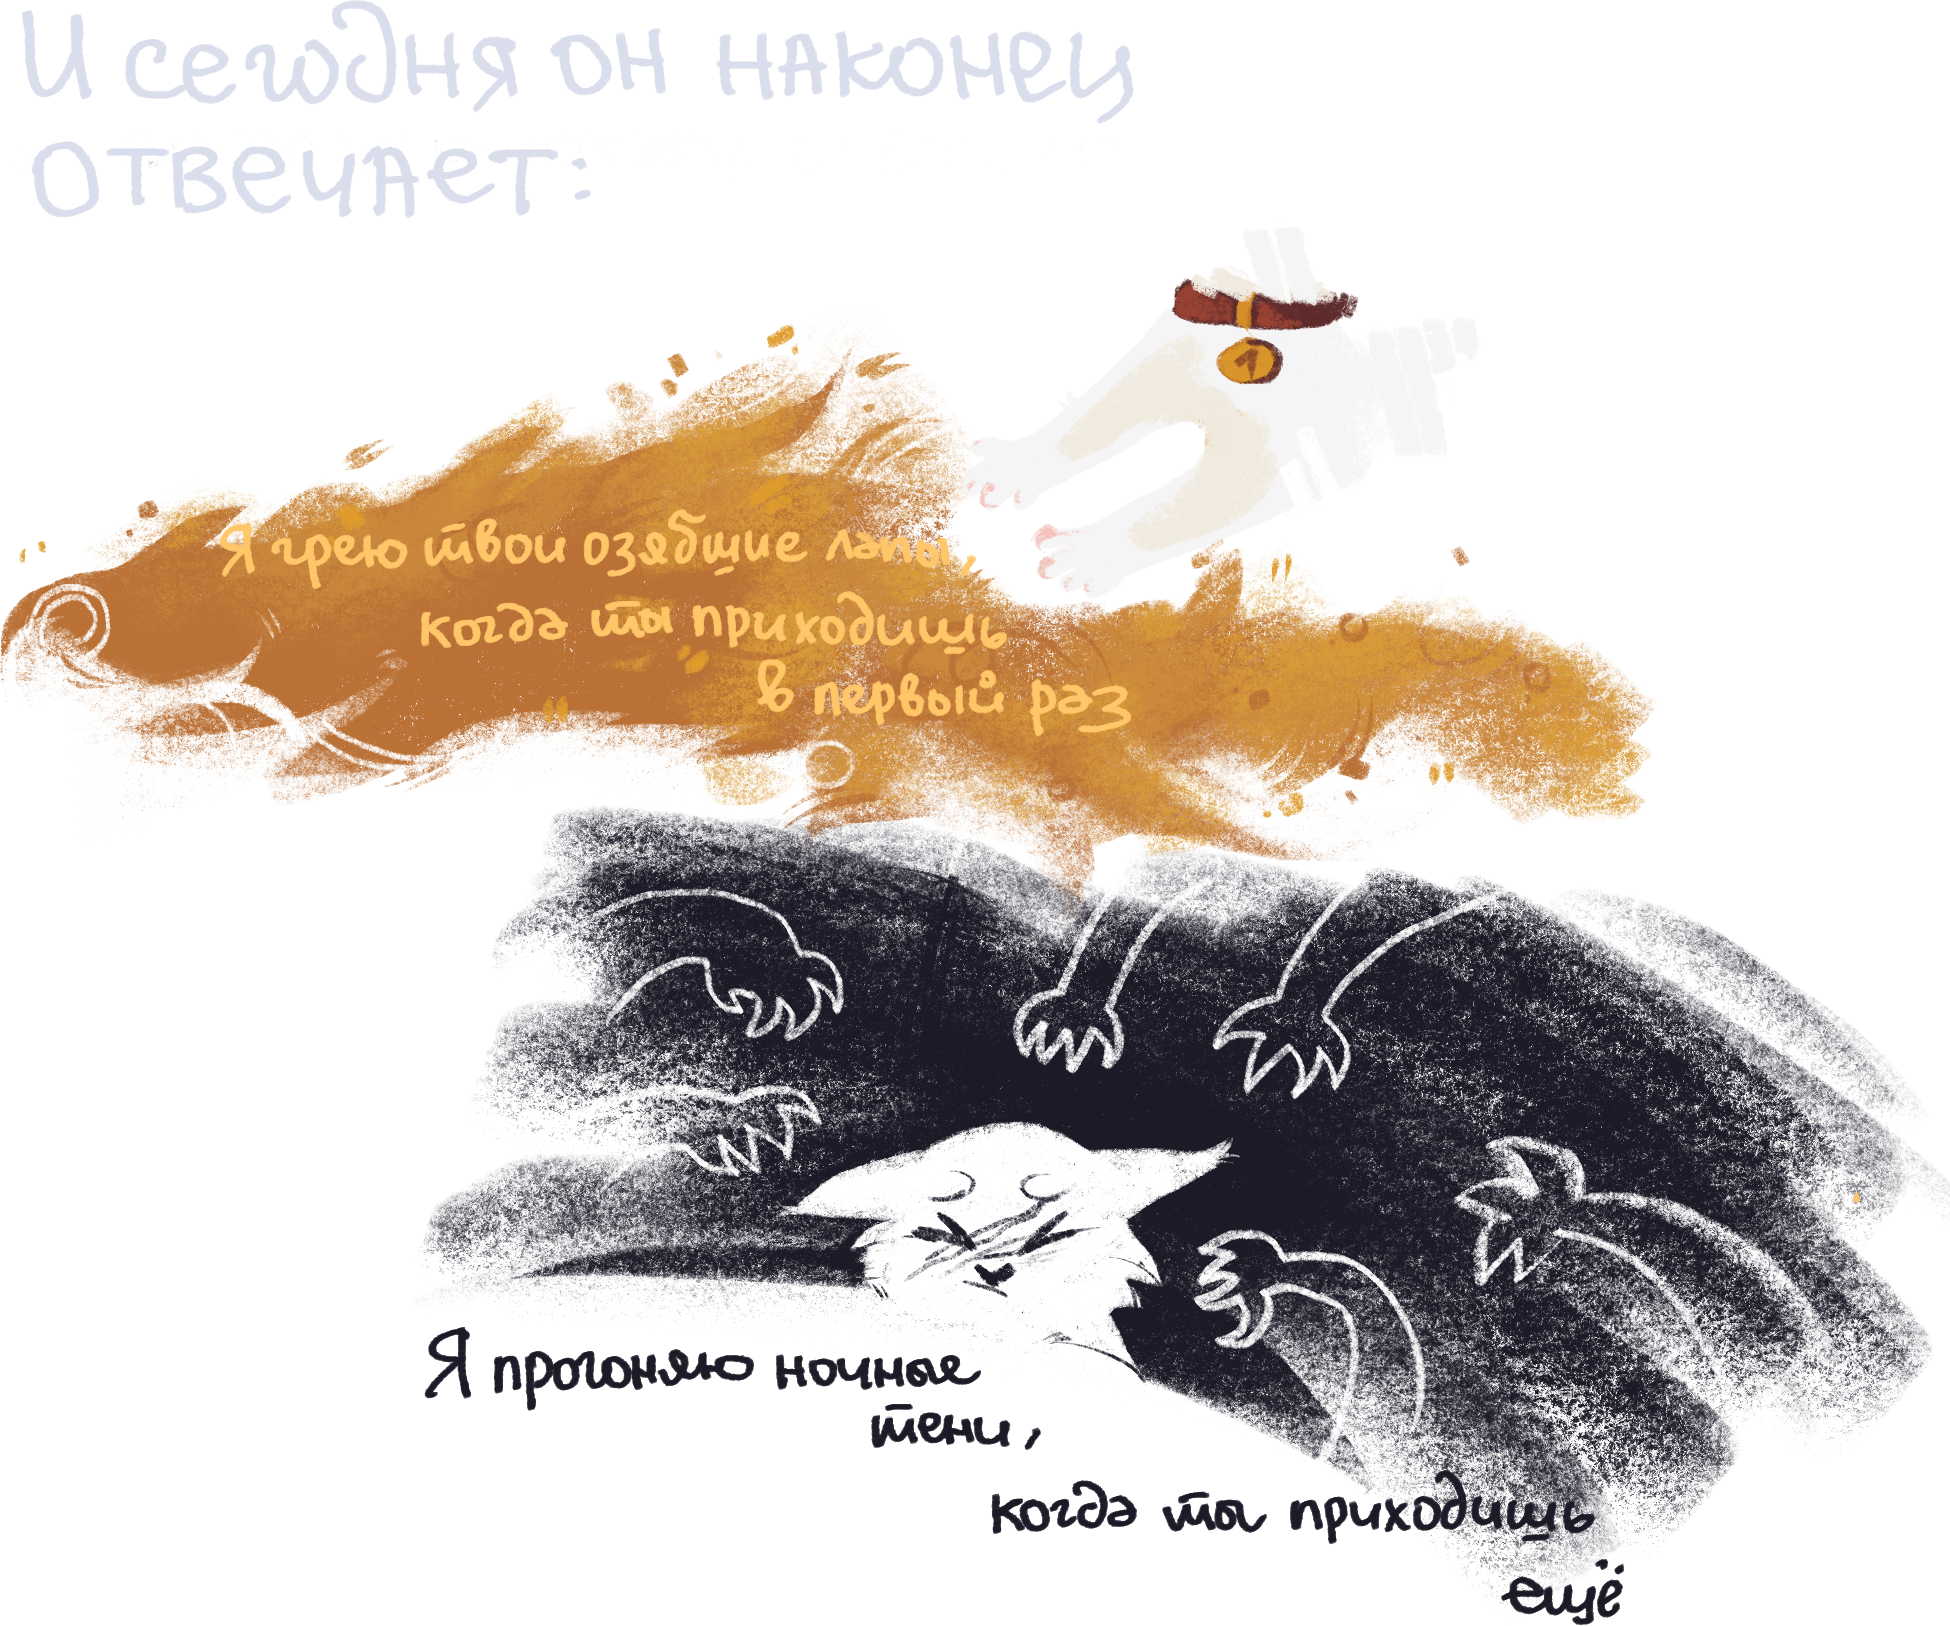 И сегодня он наконец
отвечает:
1
Я грею твои озябшие лапы,
когда ты приходишь
в первый раз
Я прогоняю ночные
тени,
когда ты приходишь
ещё